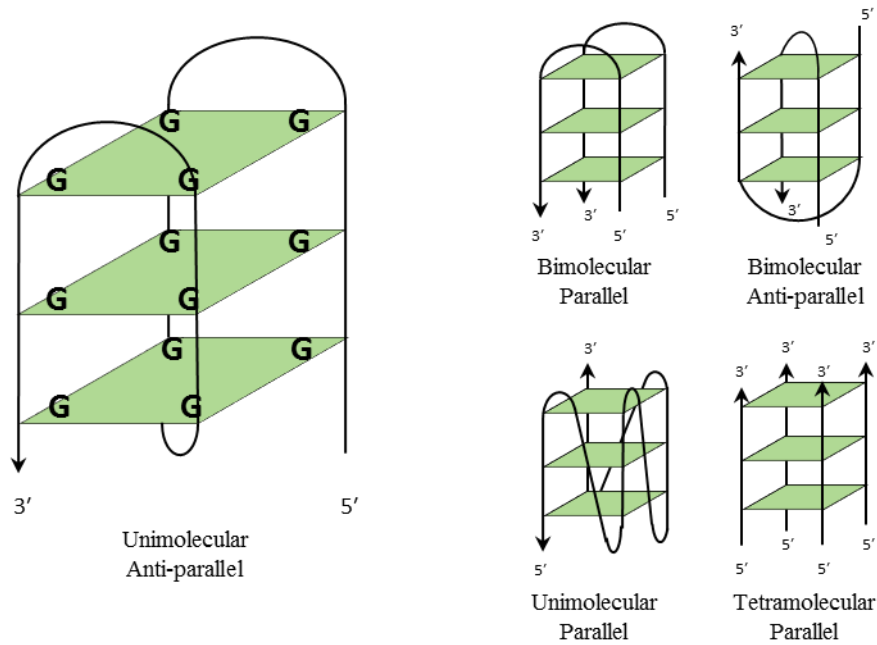 G G
G G
G G
G G
G G
G G
3′ 5′
Unimolecular
Anti-parallel
3′ 3′ 5′ 5′
Bimolecular
Parallel
3′ 5′
3′ 5′
Bimolecular
Anti-parallel
3′
5′
Unimolecular
Parallel
3′ 3′ 3′ 3′
5′ 5′ 5′ 5′
Tetramolecular
Parallel